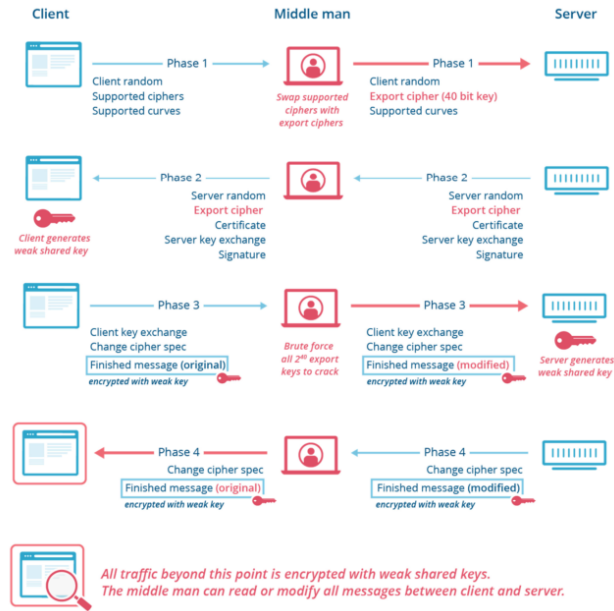 Client
Middle man
Server
Phase 1
Client random
Supported ciphers
Supported curves
Swap supported
ciphers with
export ciphers
Phase 1
Client random
Export cipher (40 bit key)
Supported curves
Phase 2
Server random
Export cipher
Certificate
Server key exchange
Signature
Client generates
weak shared key
Phase 2
Server random
Export cipher
Certificate
Server key exchange
Signature
Phase 3
Client key exchange
Change cipher spec
Finished message (original)
encrypted with weak key
Brute force
all 2⁴⁰ export
keys to crack
Phase 3
Client key exchange
Change cipher spec
Finished message (modified)
encrypted with weak key
Server generates
weak shared key
Phase 4
Change cipher spec
Finished message (original)
encrypted with weak key
Phase 4
Change cipher spec
Finished message (modified)
encrypted with weak key
All traffic beyond this point is encrypted with weak shared keys.
The middle man can read or modify all messages between client and server.